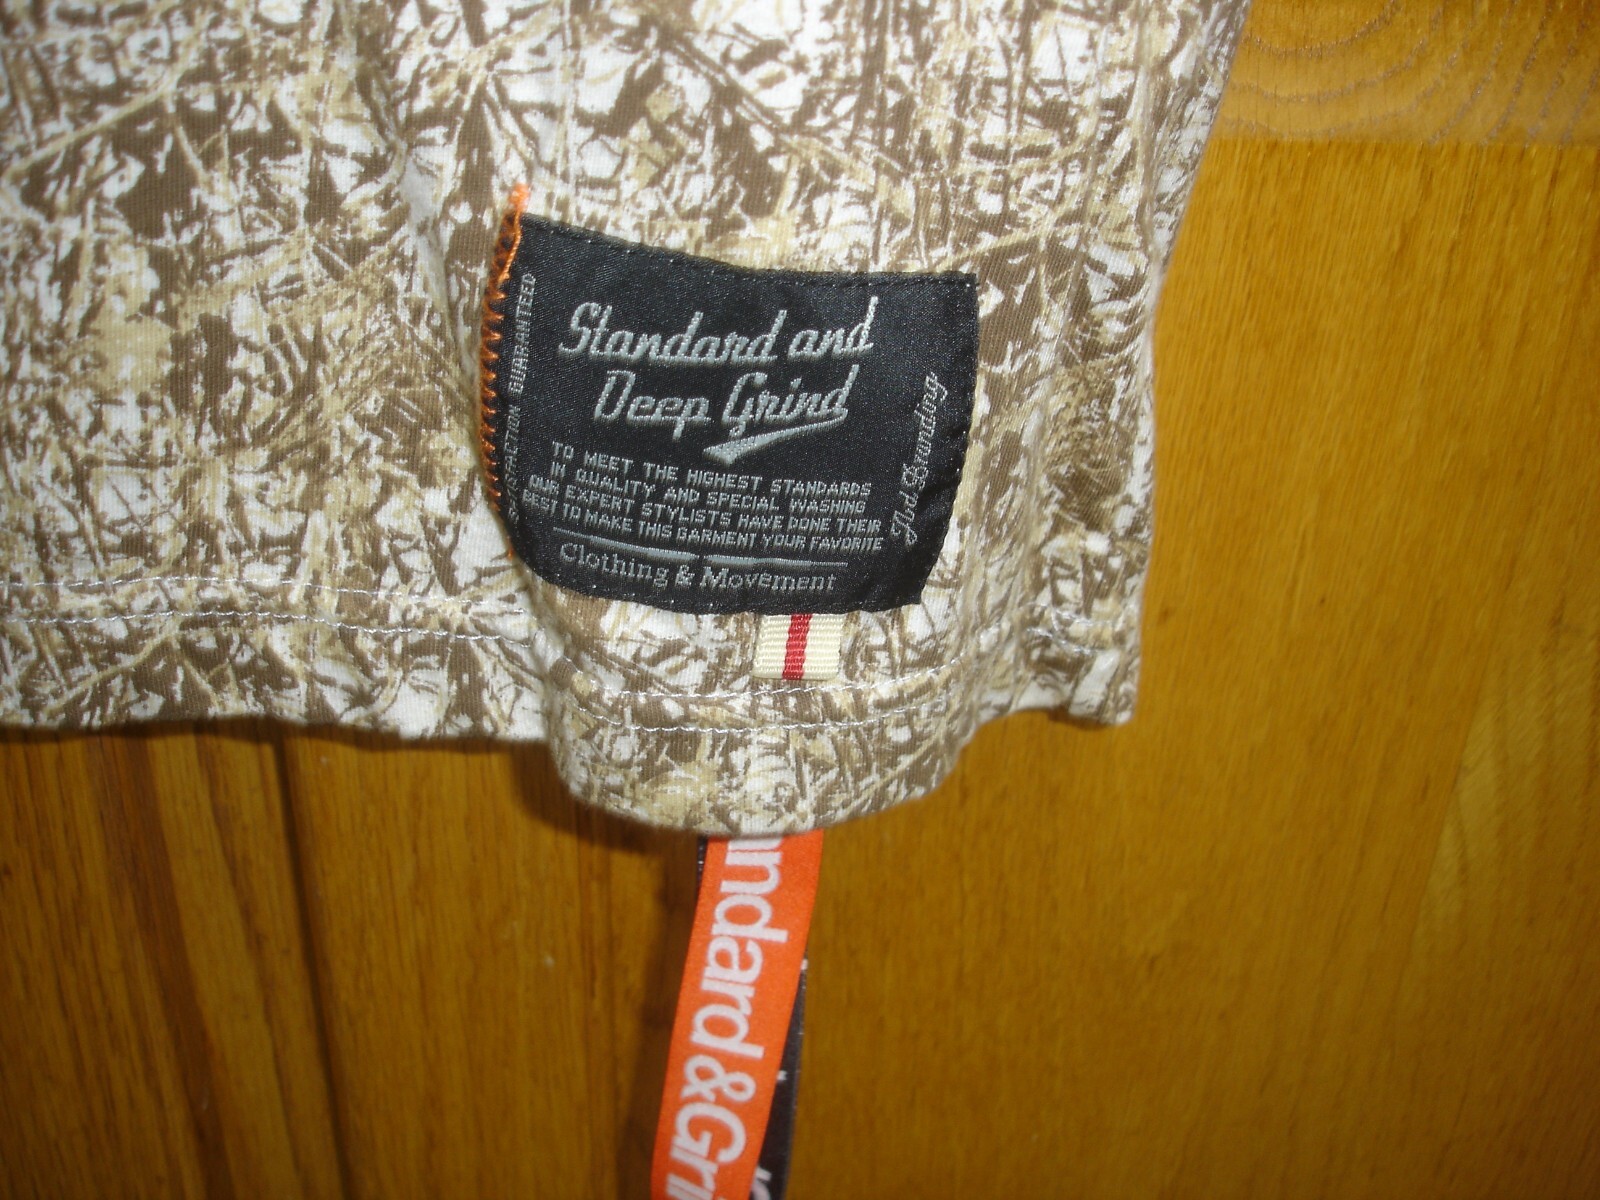 Standard and
Deep Grind
TO MEET THE HIGHEST STANDARDS
IN QUALITY AND SPECIAL WASHING
OUR EXPERT STYLISTS HAVE DONE THEIR
BEST TO MAKE THIS GARMENT YOUR FAVORITE
Clothing & Movement
SATISFACTION GUARANTEED
ndard&Gri